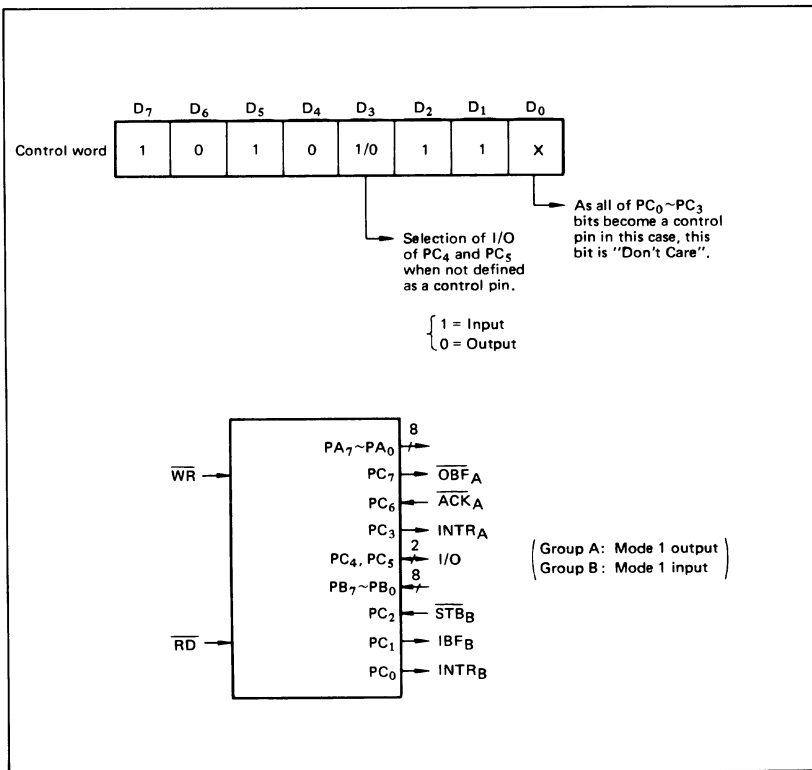 D7 D6 D5 D4 D3 D2 D1 D0
Control word 1 0 1 0 1/0 1 1 X
As all of PC0~PC3
bits become a control
pin in this case, this
bit is "Don't Care".
Selection of I/O
of PC4 and PC5
when not defined
as a control pin.
1 = Input
0 = Output
8
PA7~PA0
WR
PC7 OBFA
PC6 ACKA
PC3 INTRA
2
PC4, PC5 I/O
(Group A: Mode 1 output
Group B: Mode 1 input)
8
PB7~PB0
PC2 STBB
RD
PC1 IBFB
PC0 INTRB